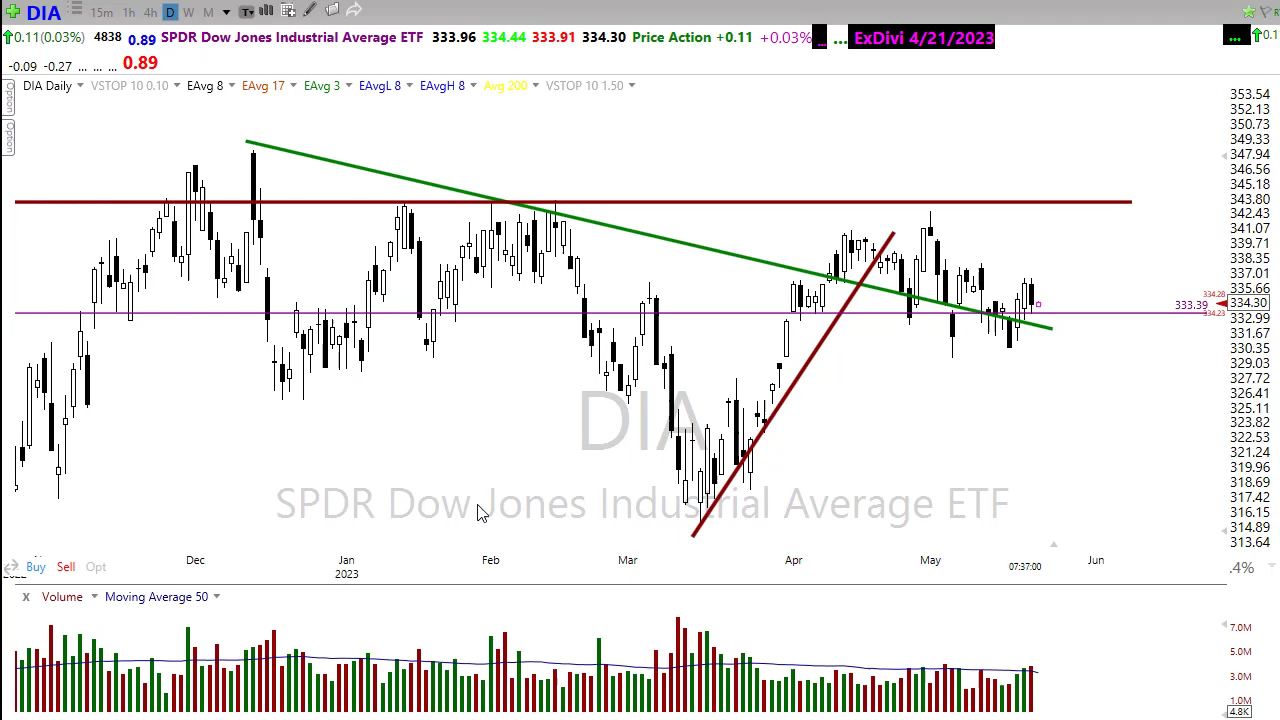 DIA 15m 1h 4h D W M T
0.11(0.03%) 4838 0.89 SPDR Dow Jones Industrial Average ETF 333.96 334.44 333.91 334.30 Price Action +0.11 +0.03% ... ... ExDivi 4/21/2023 ... 0.1
-0.09 -0.27 ... ... ... 0.89
Option DIA Daily VSTOP 10 0.10 EAvg 8 EAvg 17 EAvg 3 EAvgL 8 EAvgH 8 Avg 200 VSTOP 10 1.50
Option
353.54
352.13
350.73
349.33
347.94
346.56
345.18
343.80
342.43
341.07
339.71
338.35
337.01
335.66
334.28
333.39 334.30
334.23
332.99
331.67
330.35
329.03
327.72
326.41
325.11
323.82
322.53
321.24
319.96
318.69
317.42
316.15
314.89
313.64
DIA
SPDR Dow Jones Industrial Average ETF
Dec Jan Feb Mar Apr May Jun
Buy Sell Opt 2023 07:37:00 .4%
x Volume Moving Average 50
7.0M
5.0M
3.0M
1.0M
4.8K